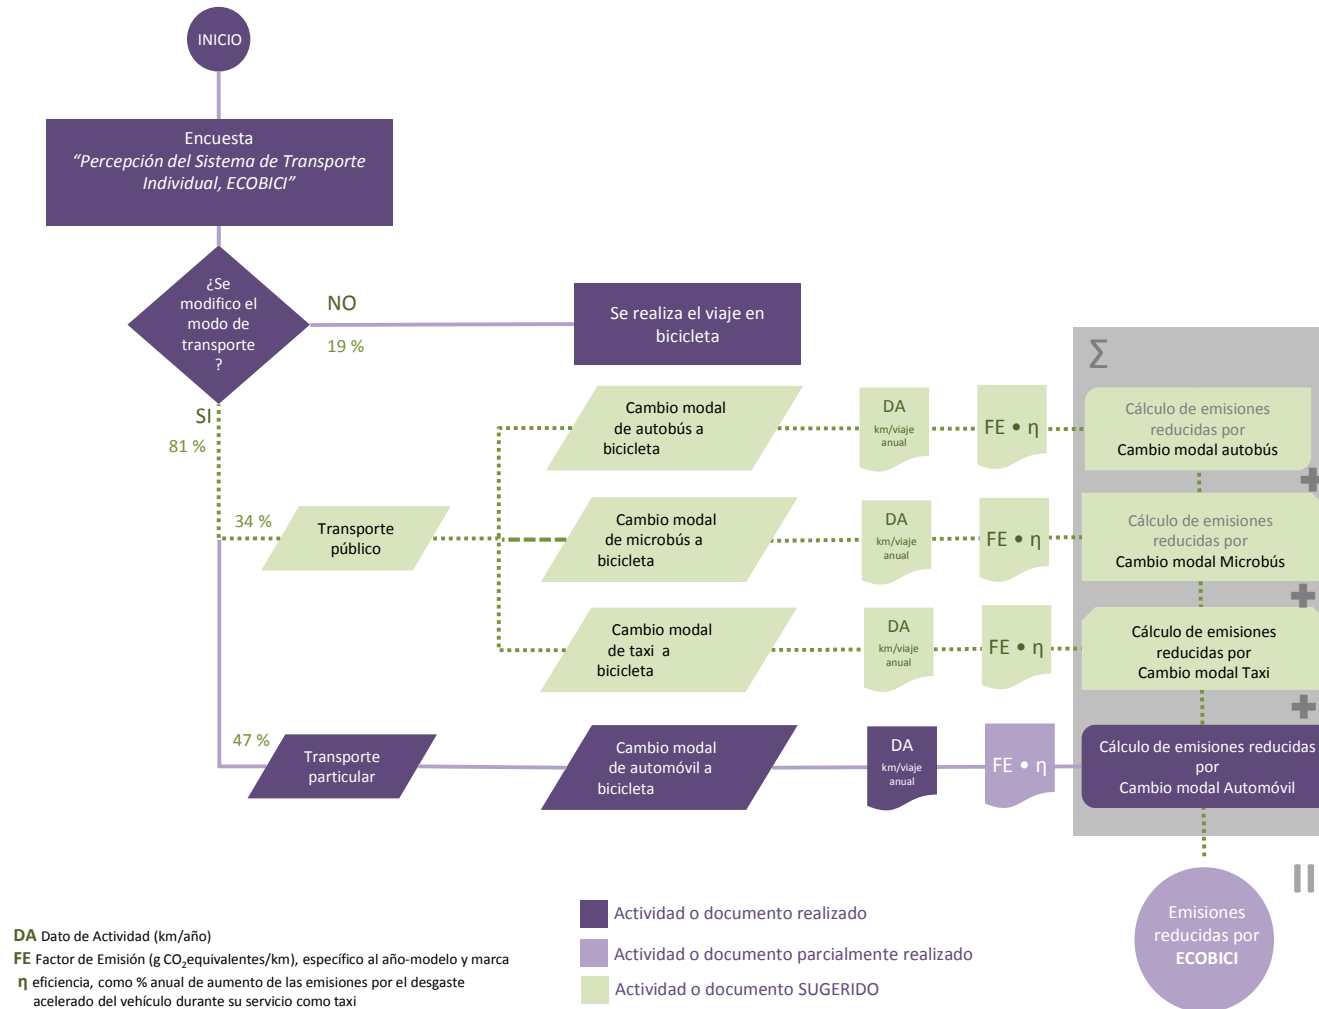 INICIO
Encuesta
“Percepción del Sistema de Transporte
Individual, ECOBICI”
¿Se
modifico el
modo de
transporte
?
NO
19 %
Se realiza el viaje en
bicicleta
SI
81 %
Σ
Cambio modal
de autobús a
bicicleta
DA
km/viaje
anual
FE • η
Cálculo de emisiones
reducidas por
Cambio modal autobús
+
34 %
Transporte
público
Cambio modal
de microbús a
bicicleta
DA
km/viaje
anual
FE • η
Cálculo de emisiones
reducidas por
Cambio modal Microbús
+
Cambio modal
de taxi a
bicicleta
DA
km/viaje
anual
FE • η
Cálculo de emisiones
reducidas por
Cambio modal Taxi
+
47 %
Transporte
particular
Cambio modal
de automóvil a
bicicleta
DA
km/viaje
anual
FE • η
Cálculo de emisiones reducidas
por
Cambio modal Automóvil
=
Emisiones
reducidas por
ECOBICI
DA Dato de Actividad (km/año)
FE Factor de Emisión (g CO₂equivalentes/km), específico al año-modelo y marca
η eficiencia, como % anual de aumento de las emisiones por el desgaste
acelerado del vehículo durante su servicio como taxi
Actividad o documento realizado
Actividad o documento parcialmente realizado
Actividad o documento SUGERIDO